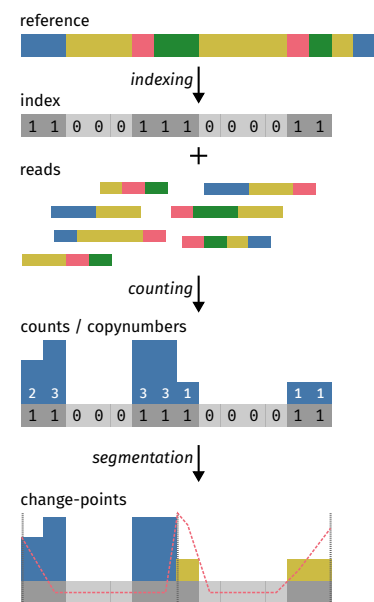 reference
indexing
index
1 1 0 0 0 1 1 1 0 0 0 0 1 1
+
reads
counting
counts / copynumbers
2 3 3 3 1 1 1
1 1 0 0 0 1 1 1 0 0 0 0 1 1
segmentation
change-points